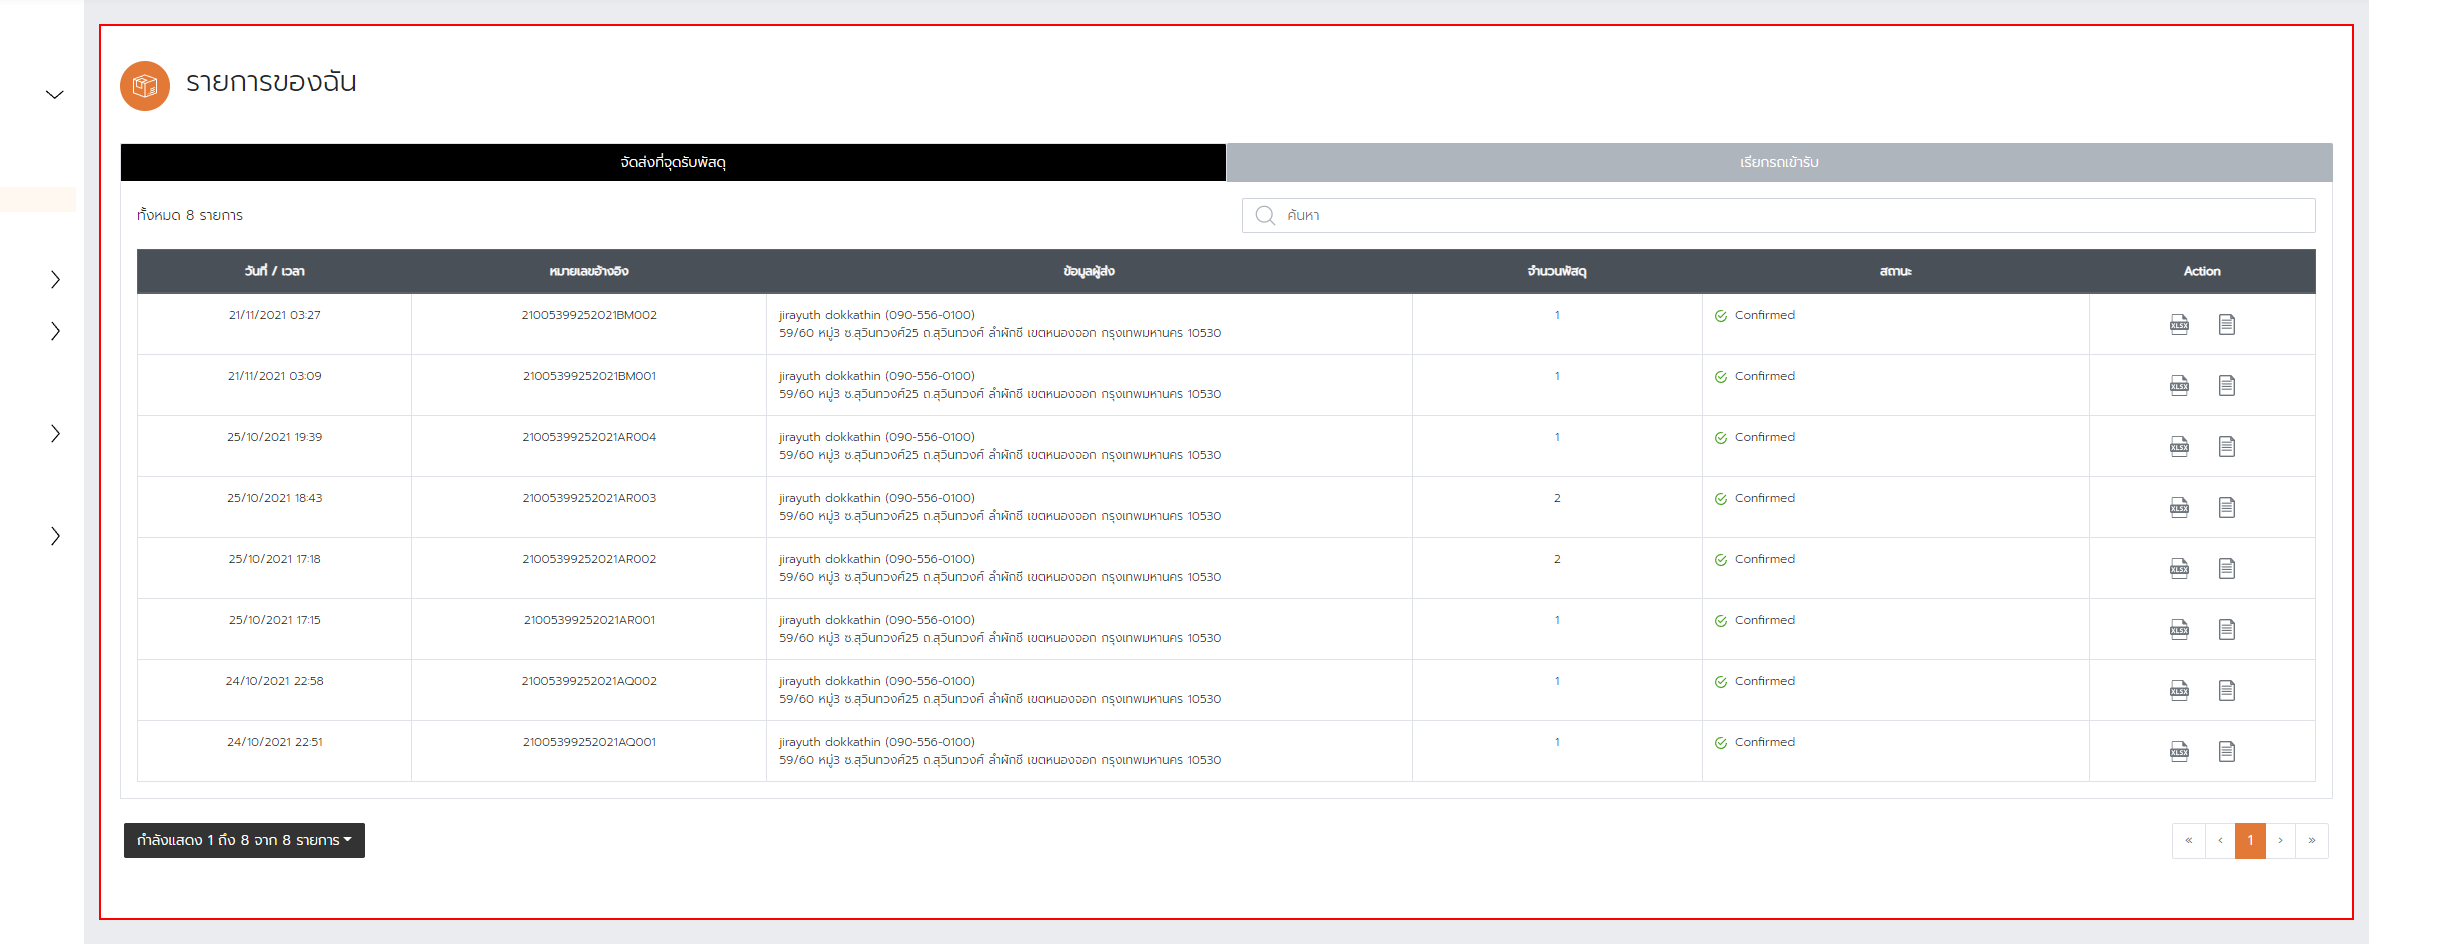 รายการของฉัน
จัดส่งที่จุดรับพัสดุ
เรียกรถเข้ารับ
ทั้งหมด 8 รายการ
ค้นหา
วันที่ / เวลา หมายเลขอ้างอิง ข้อมูลผู้ส่ง จำนวนพัสดุ สถานะ Action
21/11/2021 03:27 21005399252021BM002 jirayuth dokkathin (090-556-0100) 1 Confirmed XLSX
59/60 หมู่3 ซ.สุวินทวงศ์25 ถ.สุวินทวงศ์ ลำผักชี เขตหนองจอก กรุงเทพมหานคร 10530
21/11/2021 03:09 21005399252021BM001 jirayuth dokkathin (090-556-0100) 1 Confirmed XLSX
59/60 หมู่3 ซ.สุวินทวงศ์25 ถ.สุวินทวงศ์ ลำผักชี เขตหนองจอก กรุงเทพมหานคร 10530
25/10/2021 19:39 21005399252021AR004 jirayuth dokkathin (090-556-0100) 1 Confirmed XLSX
59/60 หมู่3 ซ.สุวินทวงศ์25 ถ.สุวินทวงศ์ ลำผักชี เขตหนองจอก กรุงเทพมหานคร 10530
25/10/2021 18:43 21005399252021AR003 jirayuth dokkathin (090-556-0100) 2 Confirmed XLSX
59/60 หมู่3 ซ.สุวินทวงศ์25 ถ.สุวินทวงศ์ ลำผักชี เขตหนองจอก กรุงเทพมหานคร 10530
25/10/2021 17:18 21005399252021AR002 jirayuth dokkathin (090-556-0100) 2 Confirmed XLSX
59/60 หมู่3 ซ.สุวินทวงศ์25 ถ.สุวินทวงศ์ ลำผักชี เขตหนองจอก กรุงเทพมหานคร 10530
25/10/2021 17:15 21005399252021AR001 jirayuth dokkathin (090-556-0100) 1 Confirmed XLSX
59/60 หมู่3 ซ.สุวินทวงศ์25 ถ.สุวินทวงศ์ ลำผักชี เขตหนองจอก กรุงเทพมหานคร 10530
24/10/2021 22:58 21005399252021AQ002 jirayuth dokkathin (090-556-0100) 1 Confirmed XLSX
59/60 หมู่3 ซ.สุวินทวงศ์25 ถ.สุวินทวงศ์ ลำผักชี เขตหนองจอก กรุงเทพมหานคร 10530
24/10/2021 22:51 21005399252021AQ001 jirayuth dokkathin (090-556-0100) 1 Confirmed XLSX
59/60 หมู่3 ซ.สุวินทวงศ์25 ถ.สุวินทวงศ์ ลำผักชี เขตหนองจอก กรุงเทพมหานคร 10530
กำลังแสดง 1 ถึง 8 จาก 8 รายการ
« ‹ 1 › »